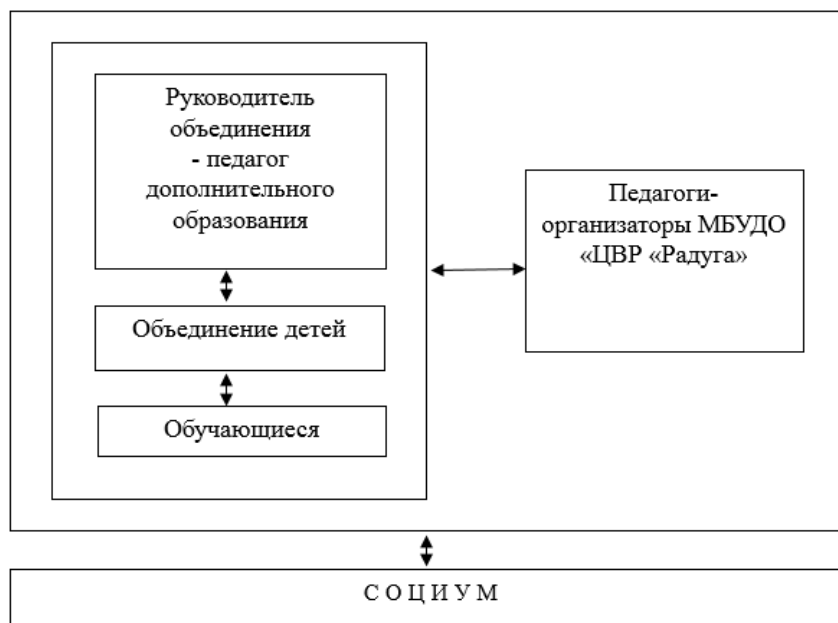 Руководитель
объединения
- педагог
дополнительного
образования
Педагоги-
организаторы МБУДО
«ЦВР «Радуга»
Объединение детей
Обучающиеся
С О Ц И У М